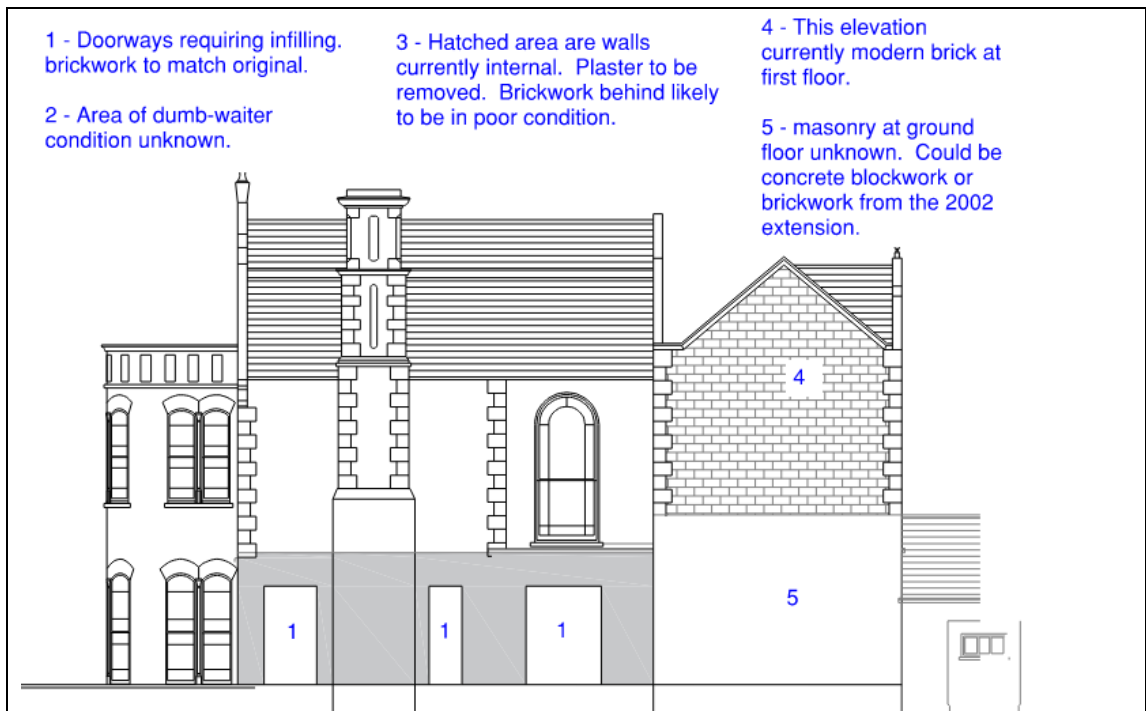 1 - Doorways requiring infilling.
brickwork to match original.
2 - Area of dumb-waiter
condition unknown.
3 - Hatched area are walls
currently internal. Plaster to be
removed. Brickwork behind likely
to be in poor condition.
4 - This elevation
currently modern brick at
first floor.
5 - masonry at ground
floor unknown. Could be
concrete blockwork or
brickwork from the 2002
extension.
4
1
1
1
5